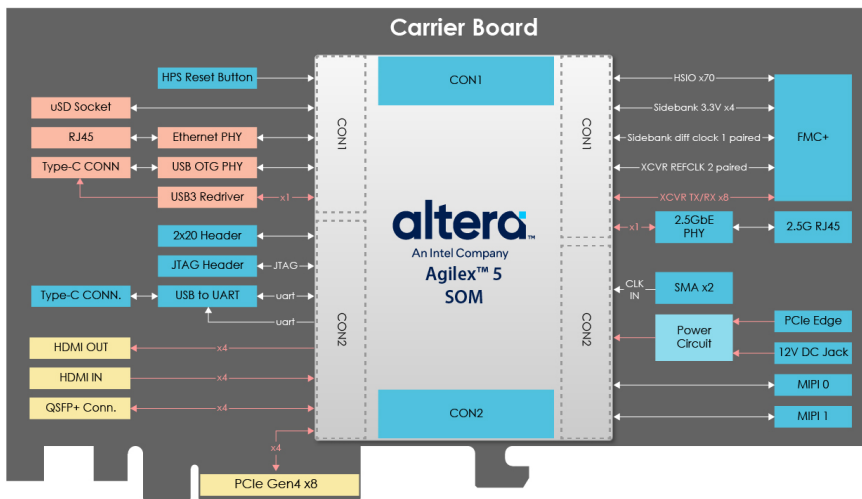 Carrier Board
HPS Reset Button
uSD Socket
RJ45
Ethernet PHY
Type-C CONN
USB OTG PHY
USB3 Redriver
x1
2x20 Header
JTAG Header
JTAG
Type-C CONN.
USB to UART
uart
uart
HDMI OUT
x4
HDMI IN
x4
QSFP+ Conn.
x4
x4
PCIe Gen4 x8
CON1
CON2
CON1
altera™
An Intel Company
Agilex™ 5
SOM
CON2
CON1
CON2
HSIO x70
Sidebank 3.3V x4
Sidebank diff clock 1 paired
XCVR REFCLK 2 paired
XCVR TX/RX x8
FMC+
x1
2.5GbE
PHY
2.5G RJ45
CLK
IN
SMA x2
Power
Circuit
PCIe Edge
12V DC Jack
MIPI 0
MIPI 1